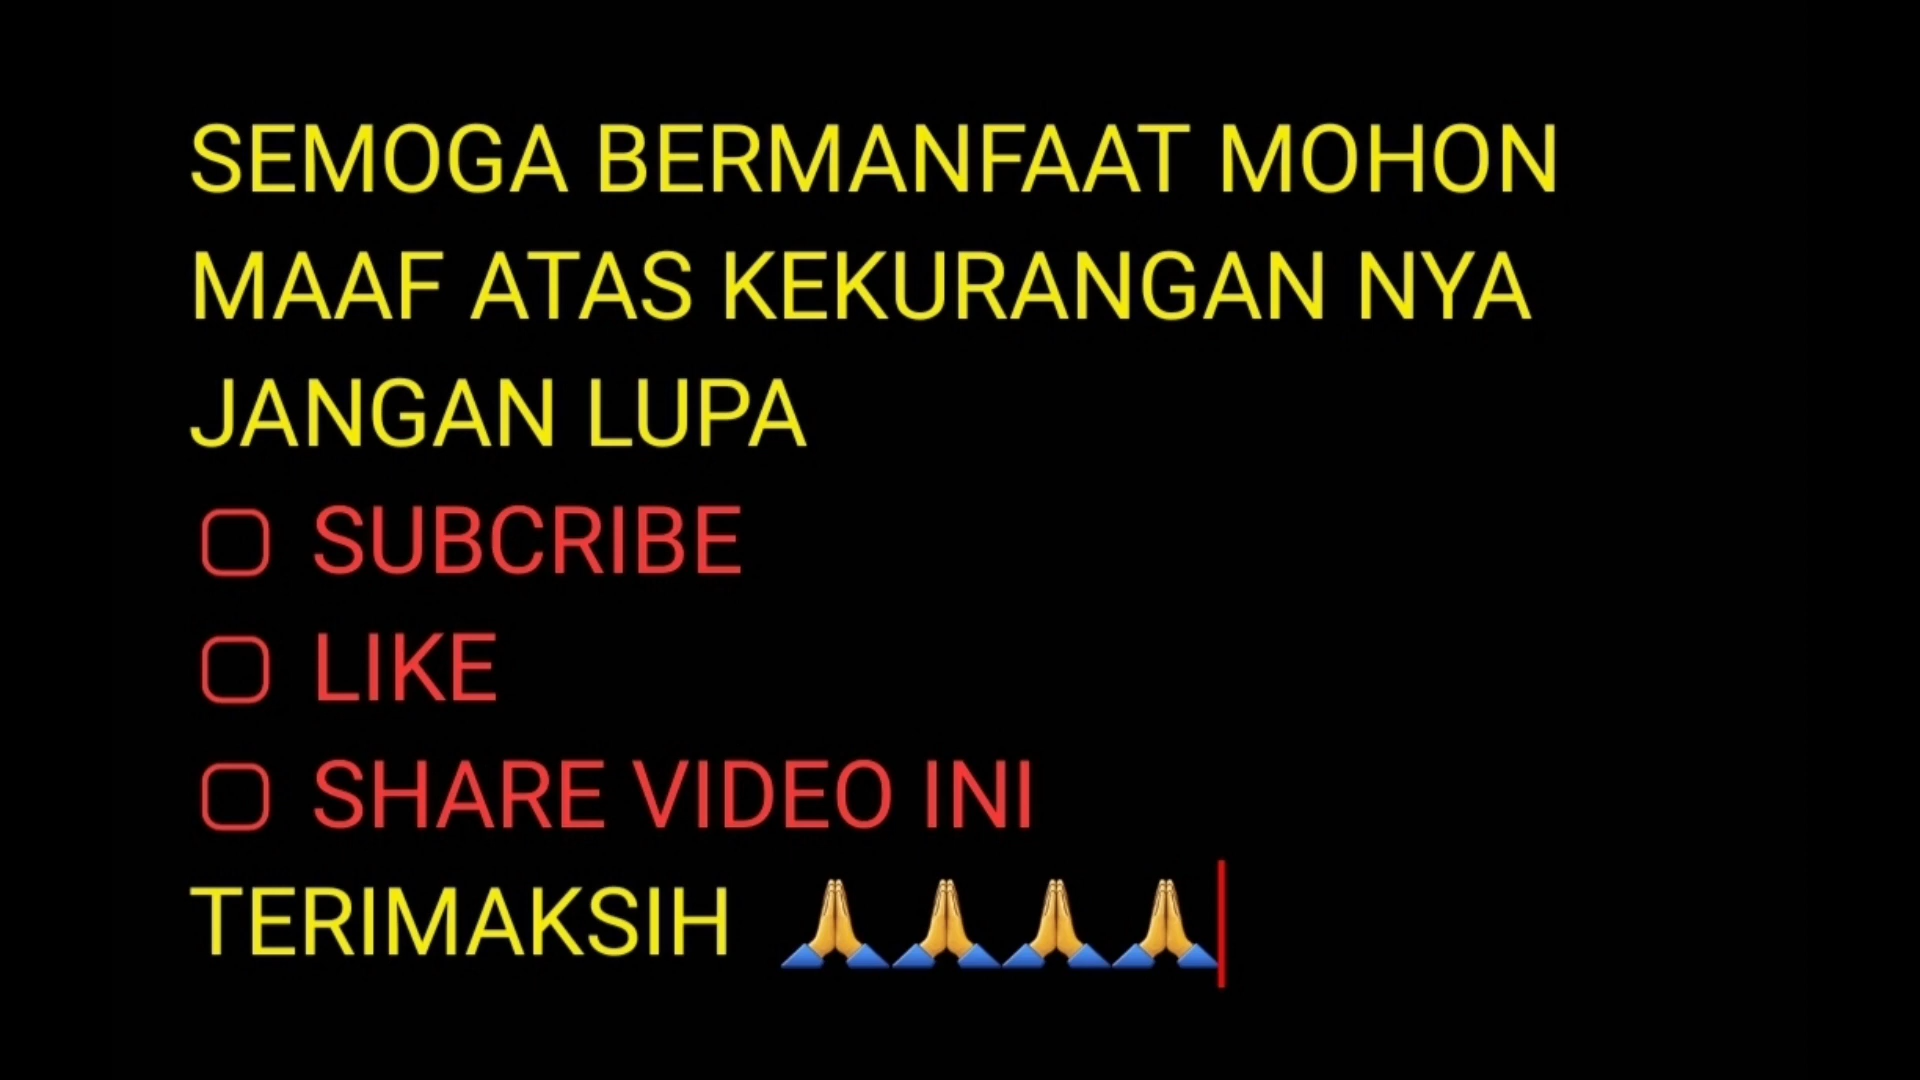 SEMOGA BERMANFAAT MOHON
MAAF ATAS KEKURANGAN NYA
JANGAN LUPA
▢ SUBCRIBE
▢ LIKE
▢ SHARE VIDEO INI
TERIMAKSIH 🙏🙏🙏🙏